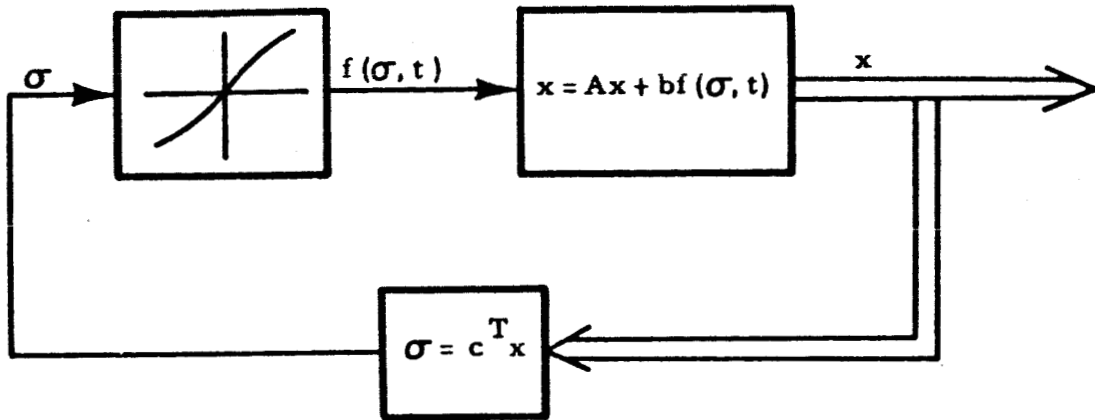 σ
f(σ, t)
x = Ax + bf(σ, t)
x
σ = c^T x